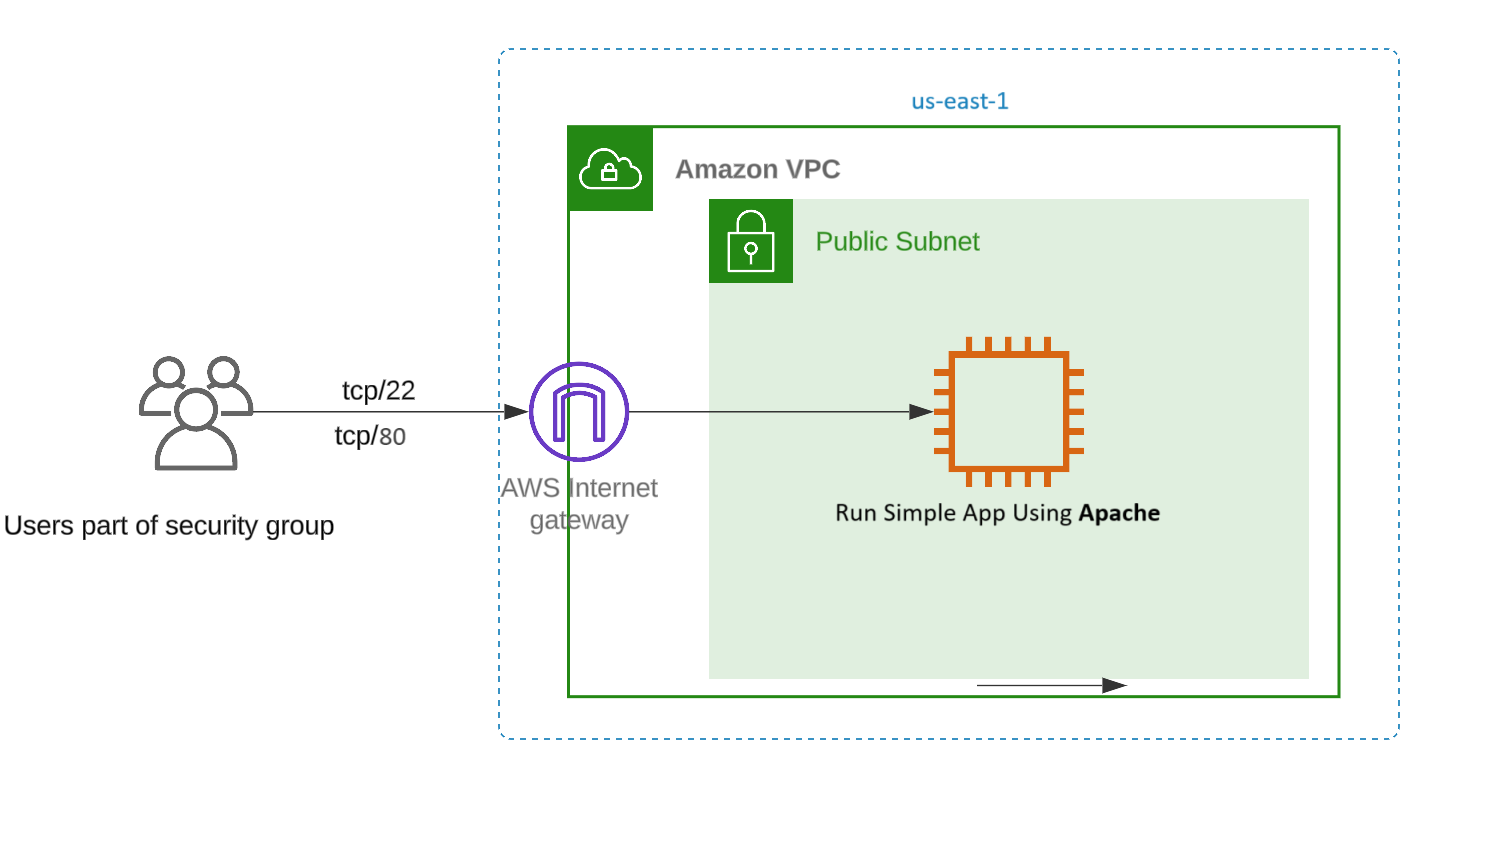 us-east-1
Amazon VPC
Public Subnet
tcp/22
tcp/80
AWS Internet
gateway
Users part of security group
Run Simple App Using Apache